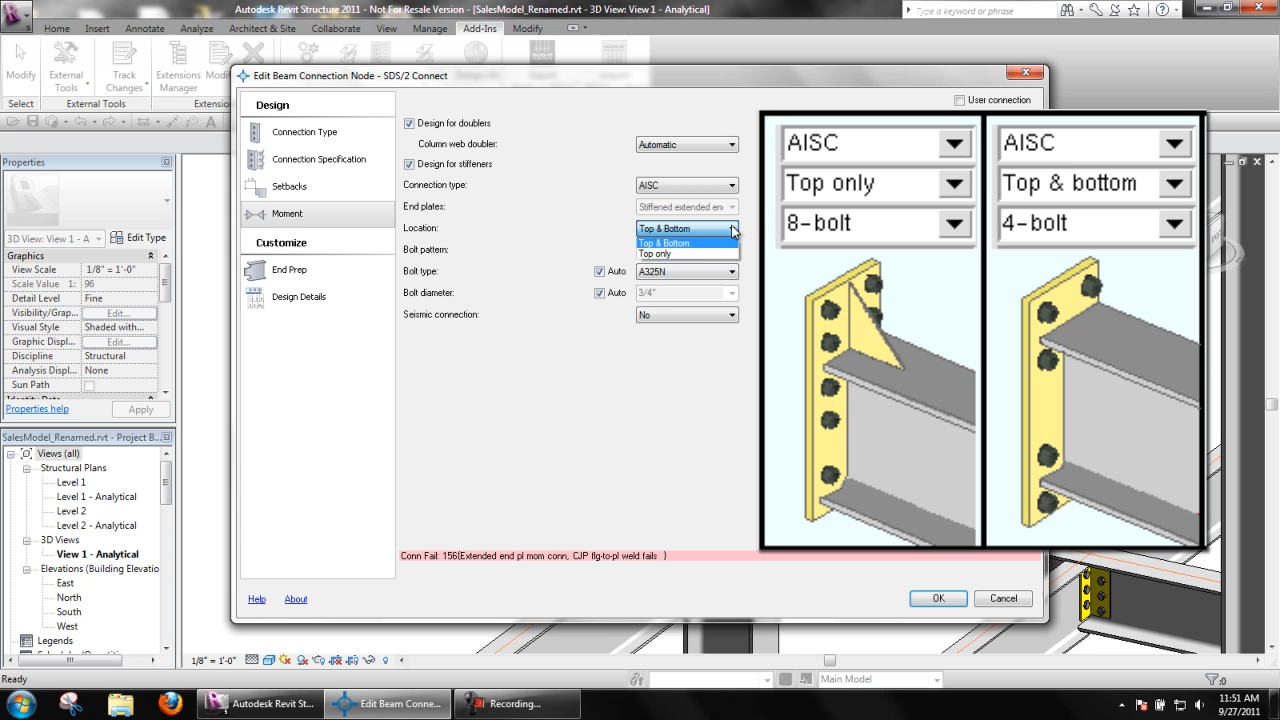 Autodesk Revit Structure 2011 - Not For Resale Version - [SalesModel_Renamed.rvt - 3D View: View 1 - Analytical]
Type a keyword or phrase
Home Insert Annotate Analyze Architect & Site Collaborate View Manage Add-Ins Modify
Modify
External Tools
Track Changes
Extensions Manager
Select External Tools
Properties
3D View: View 1 - A
Edit Type
Graphics
View Scale 1/8" = 1'-0"
Scale Value 1: 96
Detail Level Fine
Visibility/Grap... Edit...
Visual Style Shaded with...
Graphic Displ... Edit...
Discipline Structural
Analysis Displ... None
Sun Path
Properties help
Apply
SalesModel_Renamed.rvt - Project B...
Views (all)
Structural Plans
Level 1
Level 1 - Analytical
Level 2
Level 2 - Analytical
3D Views
View 1 - Analytical
Elevations (Building Elevatio
East
North
South
West
Legends
Edit Beam Connection Node - SDS/2 Connect
User connection
Design
Connection Type
Connection Specification
Setbacks
Moment
Customize
End Prep
Design Details
Design for doublers
Column web doubler: Automatic
Design for stiffeners
Connection type: AISC
End plates: Stiffened extended en
Location: Top & Bottom
Top & Bottom
Top only
Bolt pattern:
Bolt type: Auto A325N
Bolt diameter: Auto 3/4"
Seismic connection: No
AISC
Top only
8-bolt
AISC
Top & bottom
4-bolt
Conn Fail: 156(Extended end pl mom conn, CJP flg-to-pl weld fails )
Help About
OK Cancel
1/8" = 1'-0"
Ready
:0
Main Model
:0
Autodesk Revit St...
Edit Beam Conne...
Recording...
11:51 AM
9/27/2011